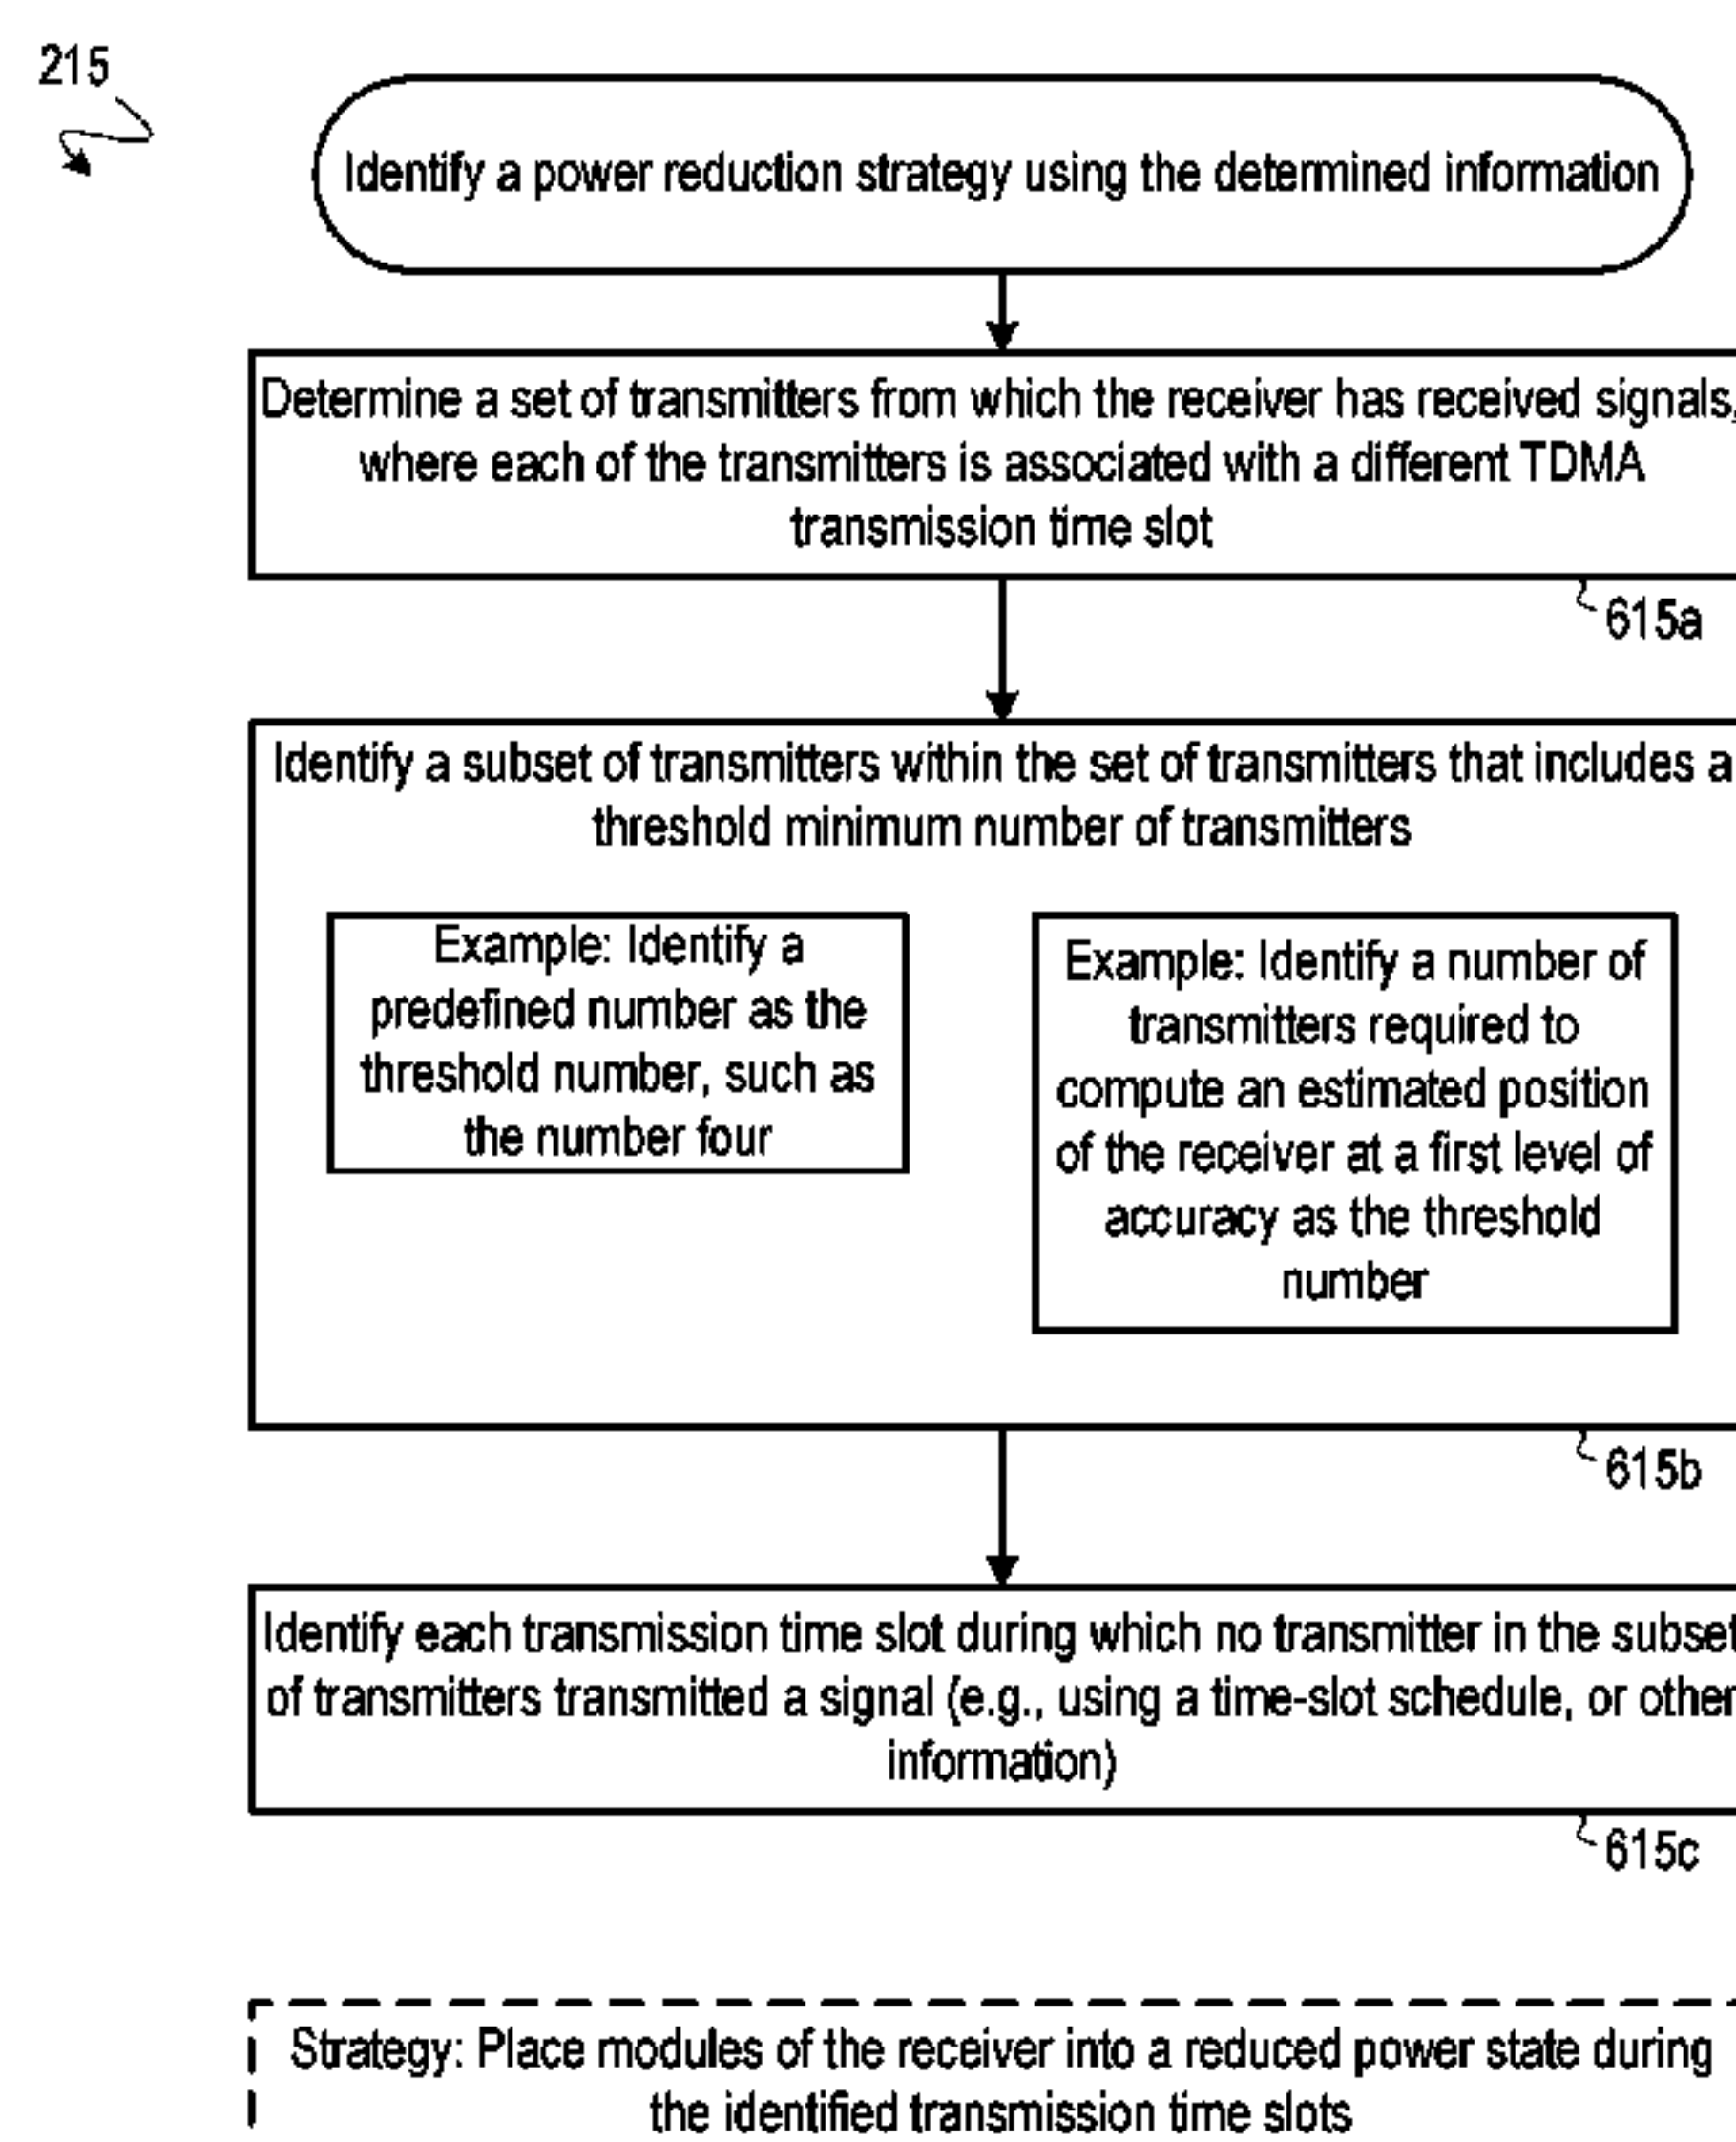 215
Identify a power reduction strategy using the determined information
Determine a set of transmitters from which the receiver has received signals,
where each of the transmitters is associated with a different TDMA
transmission time slot
615a
Identify a subset of transmitters within the set of transmitters that includes a
threshold minimum number of transmitters
Example: Identify a
predefined number as the
threshold number, such as
the number four
Example: Identify a number of
transmitters required to
compute an estimated position
of the receiver at a first level of
accuracy as the threshold
number
615b
Identify each transmission time slot during which no transmitter in the subset
of transmitters transmitted a signal (e.g., using a time-slot schedule, or other
information)
615c
Strategy: Place modules of the receiver into a reduced power state during
the identified transmission time slots